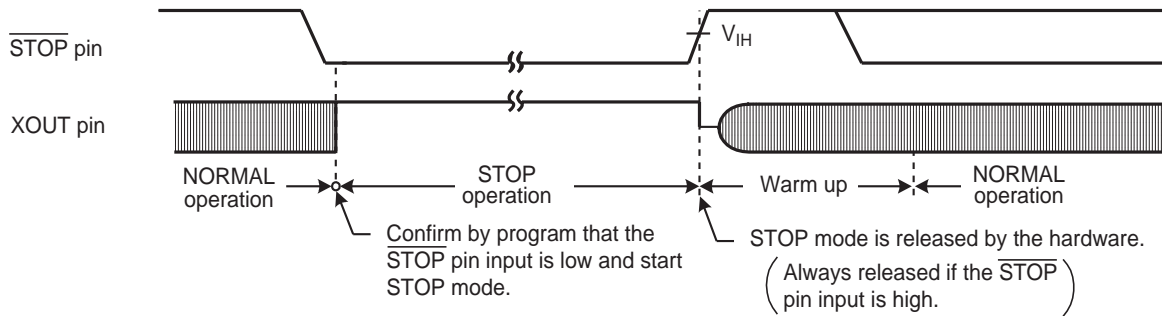 STOP pin
VIH
XOUT pin
NORMAL
operation
STOP
operation
Warm up
NORMAL
operation
Confirm by program that the
STOP pin input is low and start
STOP mode.
STOP mode is released by the hardware.
Always released if the STOP
pin input is high.